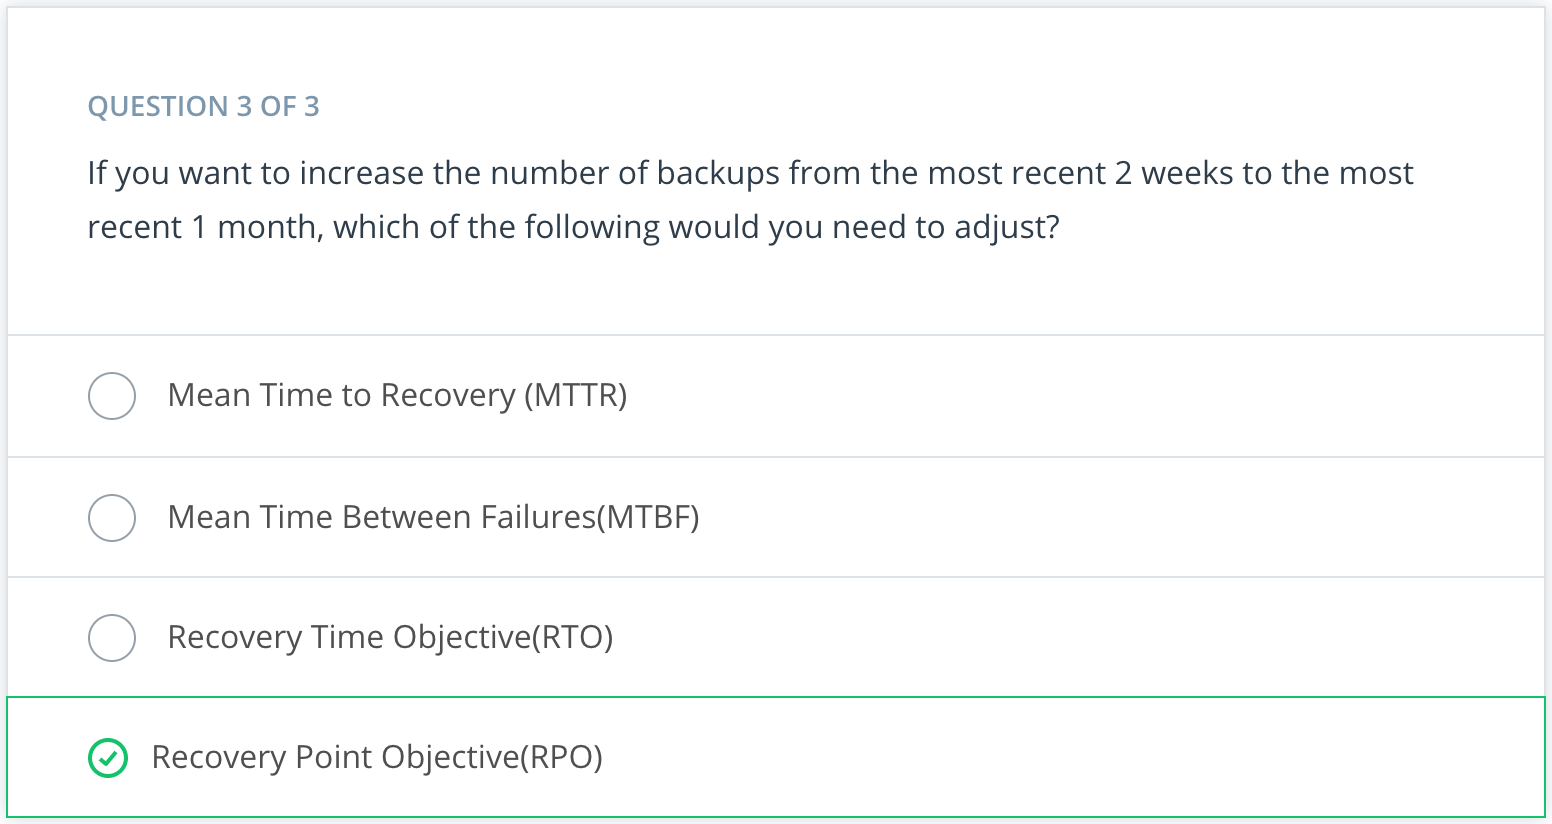 QUESTION 3 OF 3
If you want to increase the number of backups from the most recent 2 weeks to the most
recent 1 month, which of the following would you need to adjust?
Mean Time to Recovery (MTTR)
Mean Time Between Failures(MTBF)
Recovery Time Objective(RTO)
Recovery Point Objective(RPO)